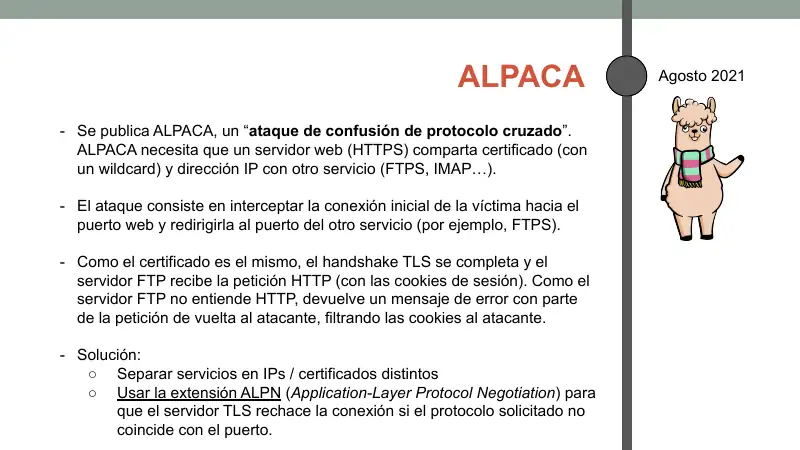 ALPACA
Agosto 2021
- Se publica ALPACA, un “ataque de confusión de protocolo cruzado”.
ALPACA necesita que un servidor web (HTTPS) comparta certificado (con
un wildcard) y dirección IP con otro servicio (FTPS, IMAP…).
- El ataque consiste en interceptar la conexión inicial de la víctima hacia el
puerto web y redirigirla al puerto del otro servicio (por ejemplo, FTPS).
- Como el certificado es el mismo, el handshake TLS se completa y el
servidor FTP recibe la petición HTTP (con las cookies de sesión). Como el
servidor FTP no entiende HTTP, devuelve un mensaje de error con parte
de la petición de vuelta al atacante, filtrando las cookies al atacante.
- Solución:
○ Separar servicios en IPs / certificados distintos
○ Usar la extensión ALPN (Application-Layer Protocol Negotiation) para
que el servidor TLS rechace la conexión si el protocolo solicitado no
coincide con el puerto.